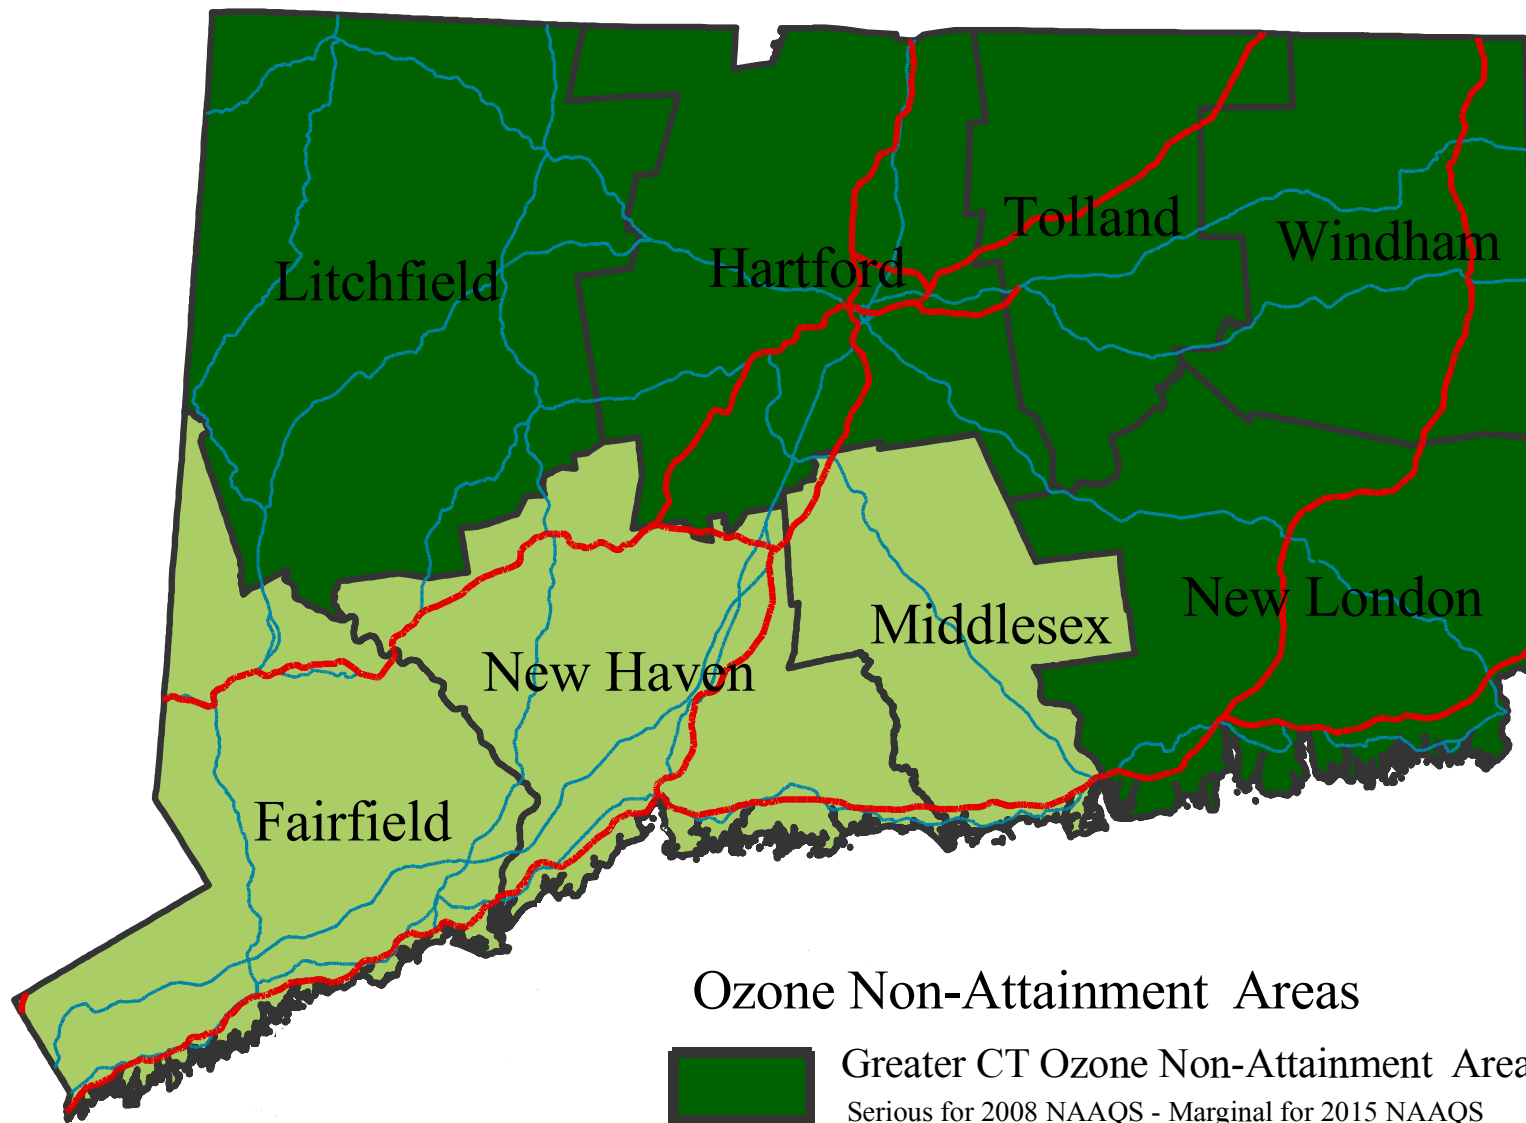 Tolland
Windham
Hartford
Litchfield
New London
Middlesex
New Haven
Fairfield
Ozone Non-Attainment Areas
Greater CT Ozone Non-Attainment Area
Serious for 2008 NAAQS - Marginal for 2015 NAAQS